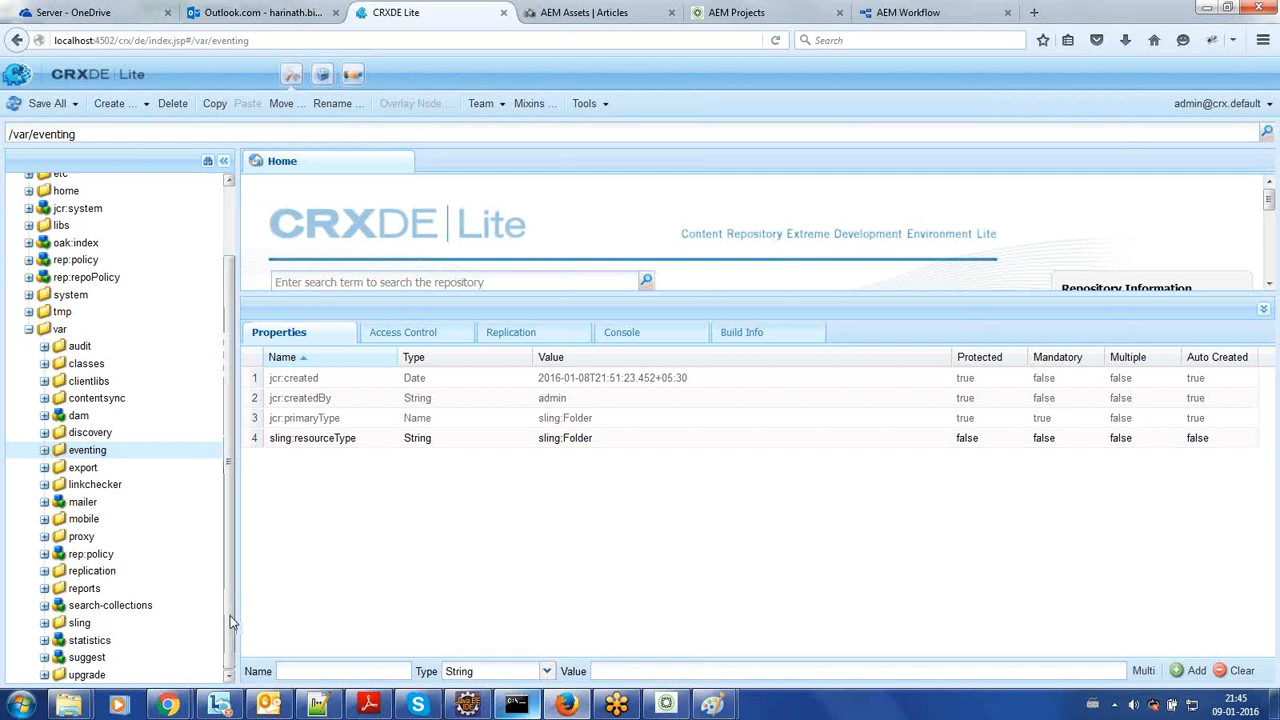 Server - OneDrive
Outlook.com - harinath.bi...
CRXDE Lite
AEM Assets | Articles
AEM Projects
AEM Workflow
localhost:4502/crx/de/index.jsp#/var/eventing
Search
CRXDE | Lite
Save All
Create ...
Delete
Copy
Paste
Move ...
Rename ...
Overlay Node...
Team
Mixins ...
Tools
admin@crx.default
/var/eventing
Home
etc
home
jcr:system
libs
oak:index
rep:policy
rep:repoPolicy
system
tmp
var
audit
classes
clientlibs
contentsync
dam
discovery
eventing
export
linkchecker
mailer
mobile
proxy
rep:policy
replication
reports
search-collections
sling
statistics
suggest
upgrade
CRXDE | Lite
Content Repository Extreme Development Environment Lite
Enter search term to search the repository
Repository Information
Properties
Access Control
Replication
Console
Build Info
Name Type Value Protected Mandatory Multiple Auto Created
1 jcr:created Date 2016-01-08T21:51:23.452+05:30 true false false true
2 jcr:createdBy String admin true false false true
3 jcr:primaryType Name sling:Folder true true false true
4 sling:resourceType String sling:Folder false false false false
Name
Type String
Value
Multi
Add
Clear
21:45
09-01-2016